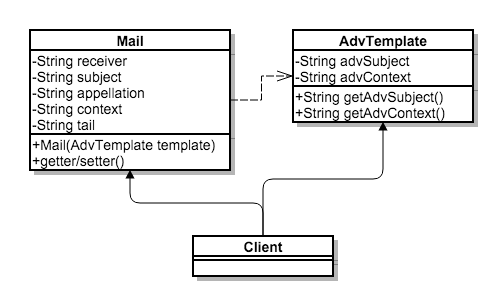 Mail
-String receiver
-String subject
-String appellation
-String context
-String tail
+Mail(AdvTemplate template)
+getter/setter()
AdvTemplate
-String advSubject
-String advContext
+String getAdvSubject()
+String getAdvContext()
Client